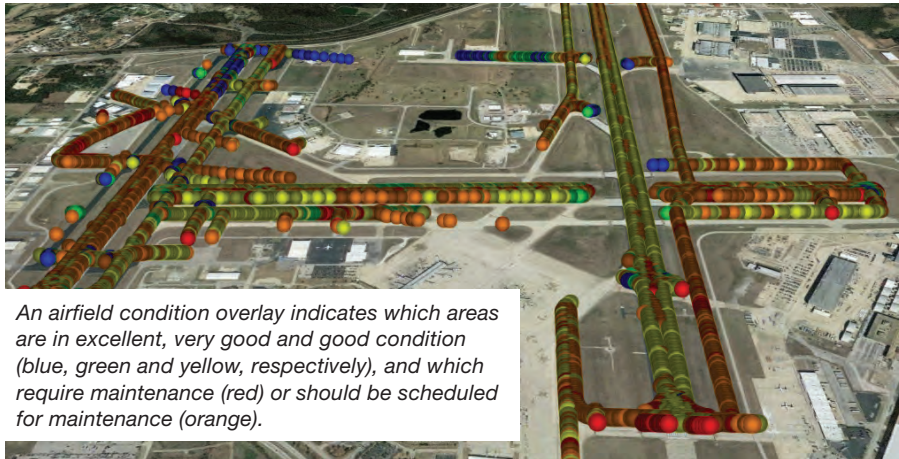 An airfield condition overlay indicates which areas
are in excellent, very good and good condition
(blue, green and yellow, respectively), and which
require maintenance (red) or should be scheduled
for maintenance (orange).